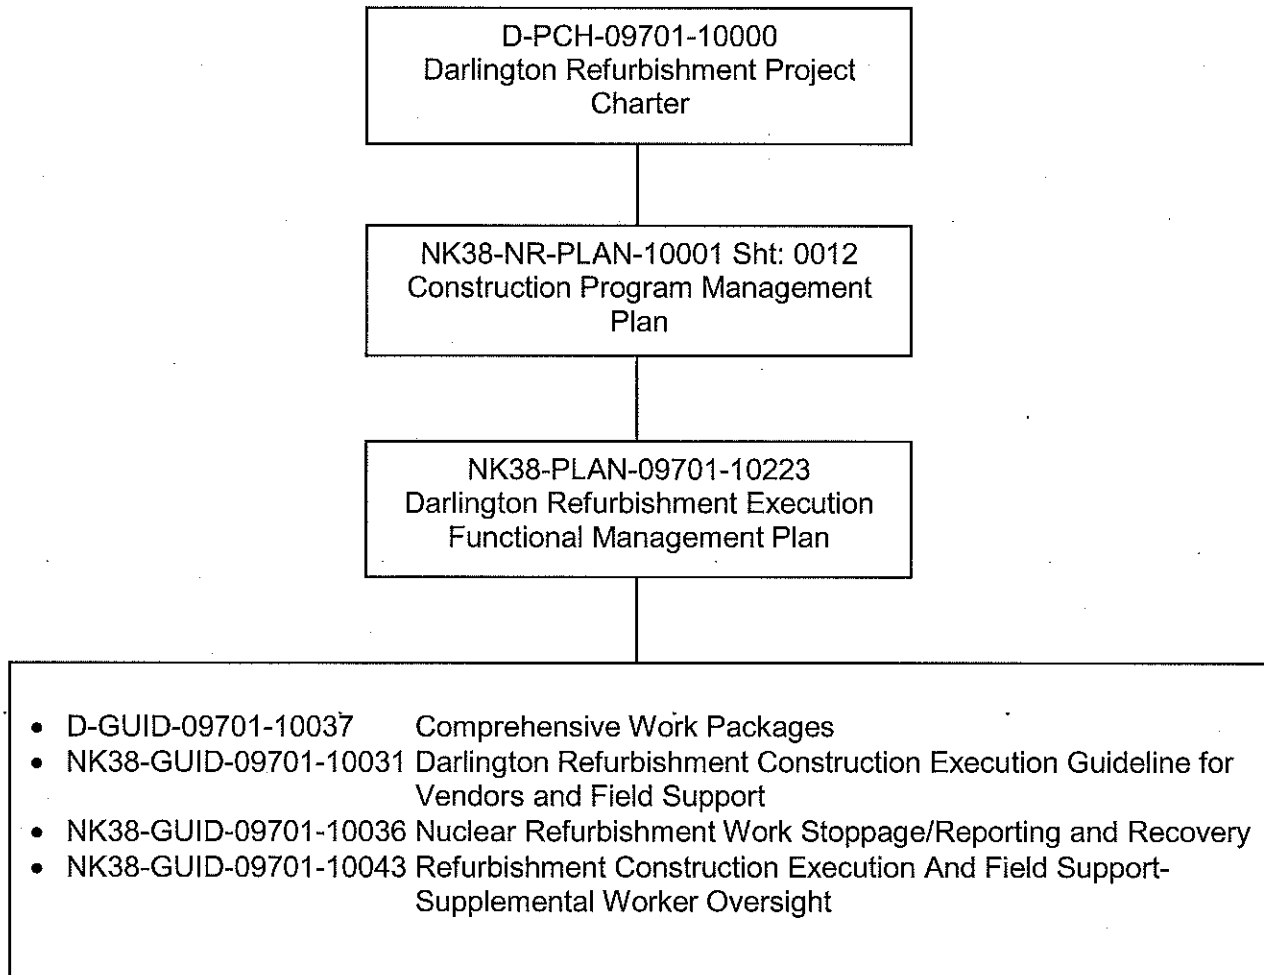 D-PCH-09701-10000
Darlington Refurbishment Project
Charter
NK38-NR-PLAN-10001 Sht: 0012
Construction Program Management
Plan
NK38-PLAN-09701-10223
Darlington Refurbishment Execution
Functional Management Plan
• D-GUID-09701-10037 Comprehensive Work Packages
• NK38-GUID-09701-10031 Darlington Refurbishment Construction Execution Guideline for
Vendors and Field Support
• NK38-GUID-09701-10036 Nuclear Refurbishment Work Stoppage/Reporting and Recovery
• NK38-GUID-09701-10043 Refurbishment Construction Execution And Field Support-
Supplemental Worker Oversight